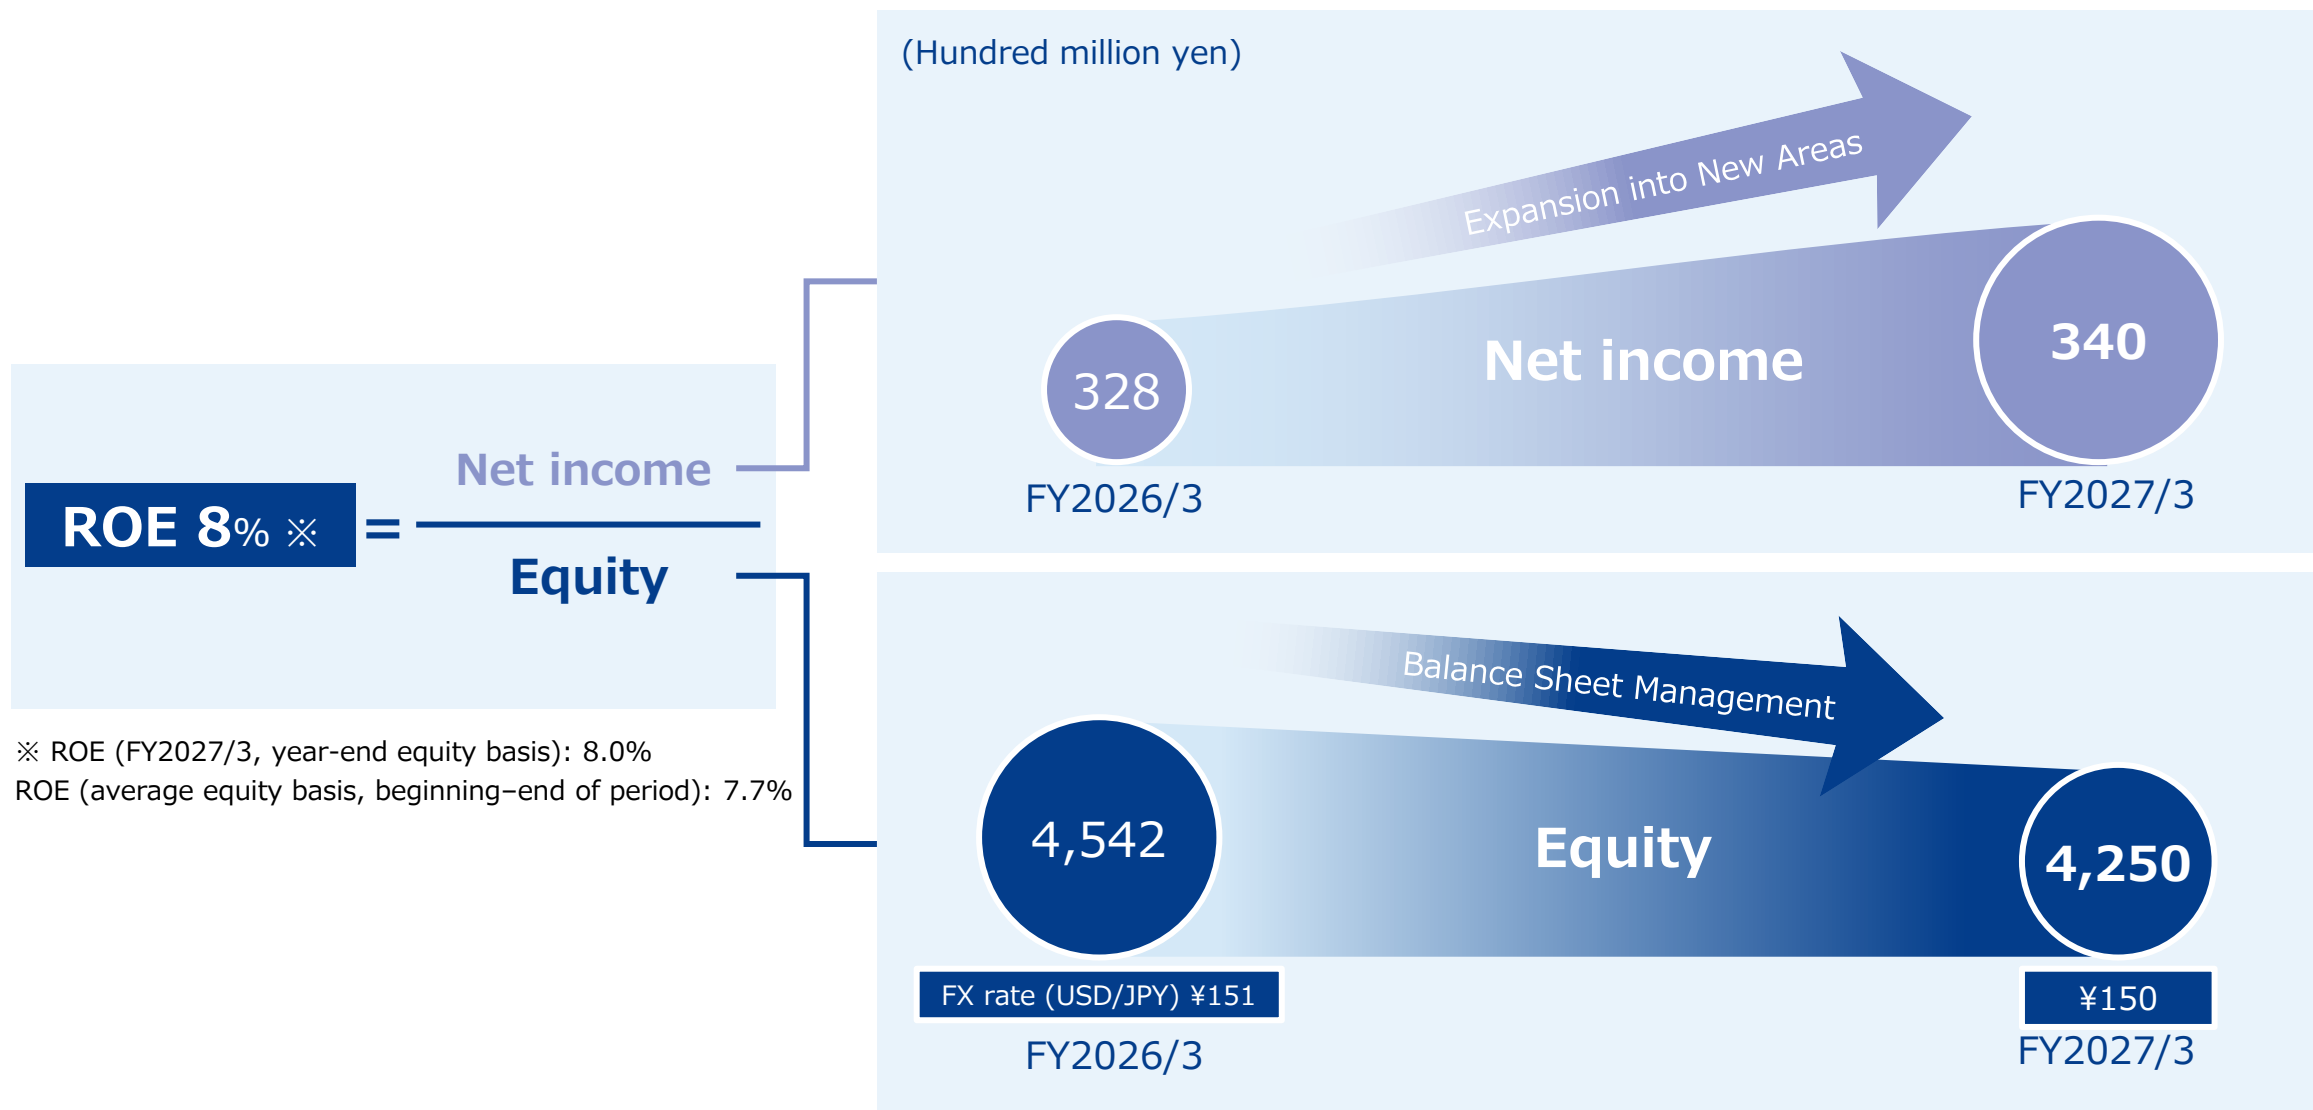 ROE 8% ※
=
Net income
Equity
※ ROE (FY2027/3, year-end equity basis): 8.0%
ROE (average equity basis, beginning–end of period): 7.7%
(Hundred million yen)
Expansion into New Areas
328
Net income
340
FY2026/3
FY2027/3
Balance Sheet Management
4,542
Equity
4,250
FX rate (USD/JPY) ¥151
¥150
FY2026/3
FY2027/3